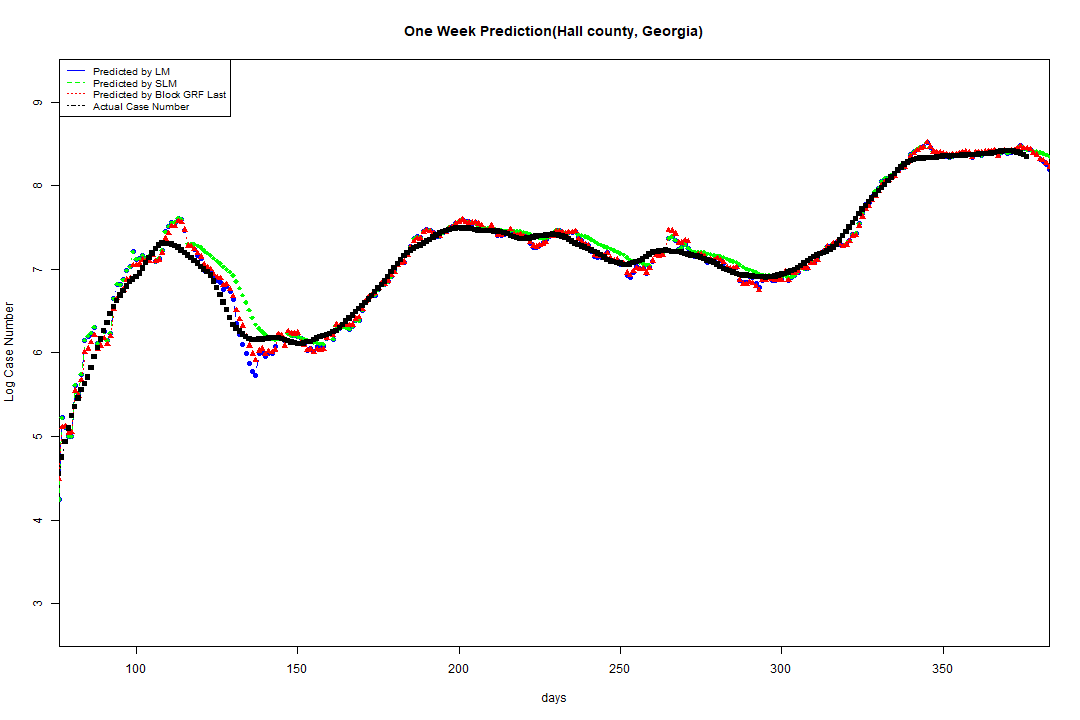 One Week Prediction(Hall county, Georgia)
Predicted by LM
Predicted by SLM
Predicted by Block GRF Last
Actual Case Number
9
8
7
6
5
4
3
Log Case Number
100 150 200 250 300 350
days